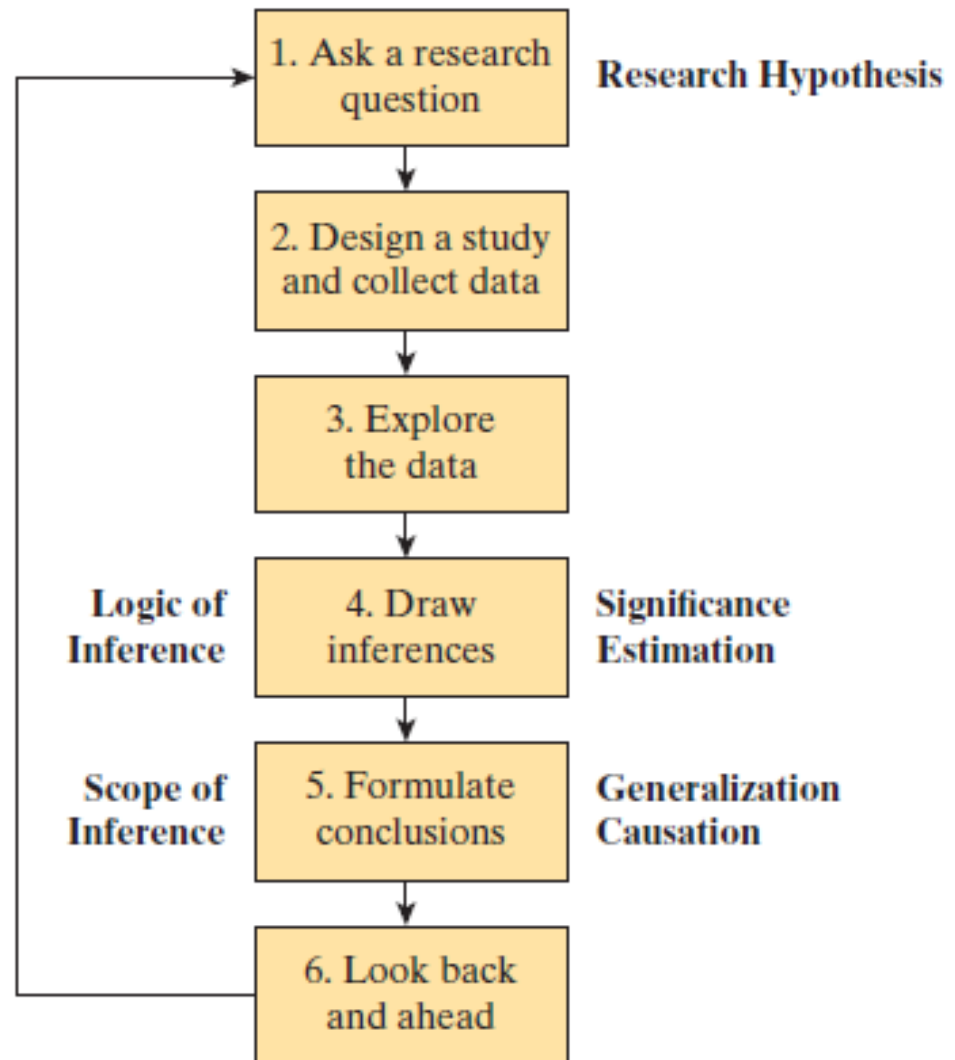 1. Ask a research
question
Research Hypothesis
2. Design a study
and collect data
3. Explore
the data
Logic of
Inference
4. Draw
inferences
Significance
Estimation
Scope of
Inference
5. Formulate
conclusions
Generalization
Causation
6. Look back
and ahead